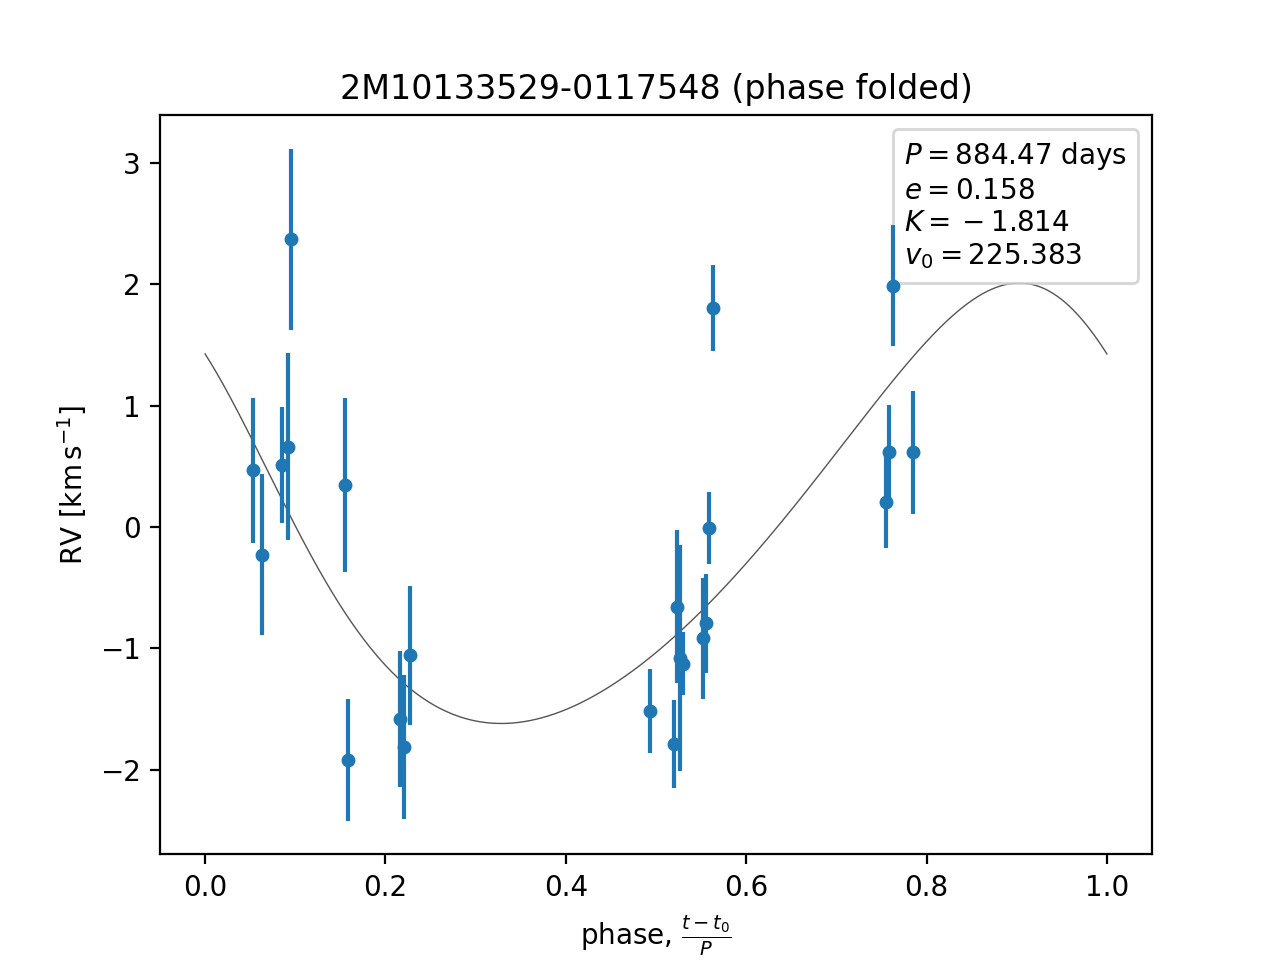 2M10133529-0117548 (phase folded)
P = 884.47 days
e = 0.158
K = −1.814
v₀ = 225.383
RV [km s⁻¹]
3
2
1
0
−1
−2
0.0 0.2 0.4 0.6 0.8 1.0
phase, (t − t₀)/P